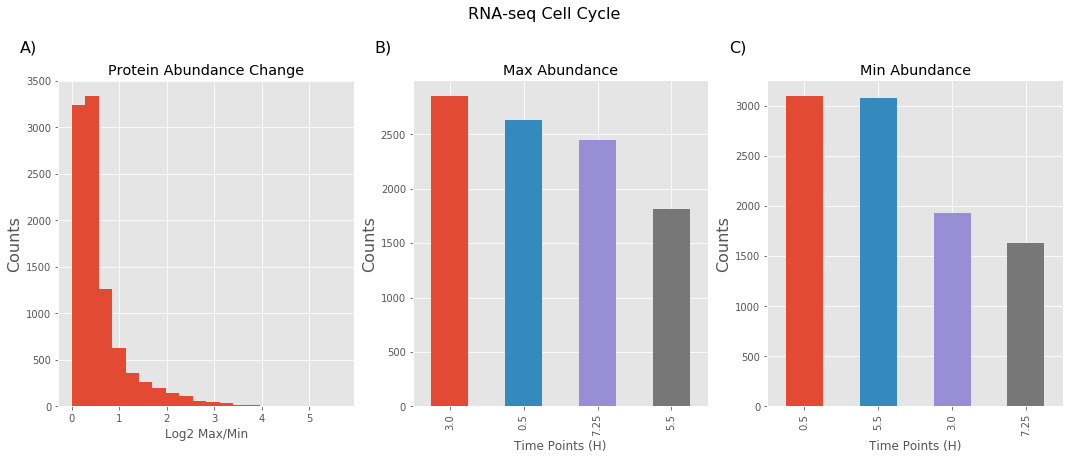 RNA-seq Cell Cycle
A)
Protein Abundance Change
3500
3000
2500
2000
1500
1000
500
0
Counts
0 1 2 3 4 5
Log2 Max/Min
B)
Max Abundance
2500
2000
1500
1000
500
0
Counts
3.0 0.5 7.25 5.5
Time Points (H)
C)
Min Abundance
3000
2500
2000
1500
1000
500
0
Counts
0.5 5.5 3.0 7.25
Time Points (H)